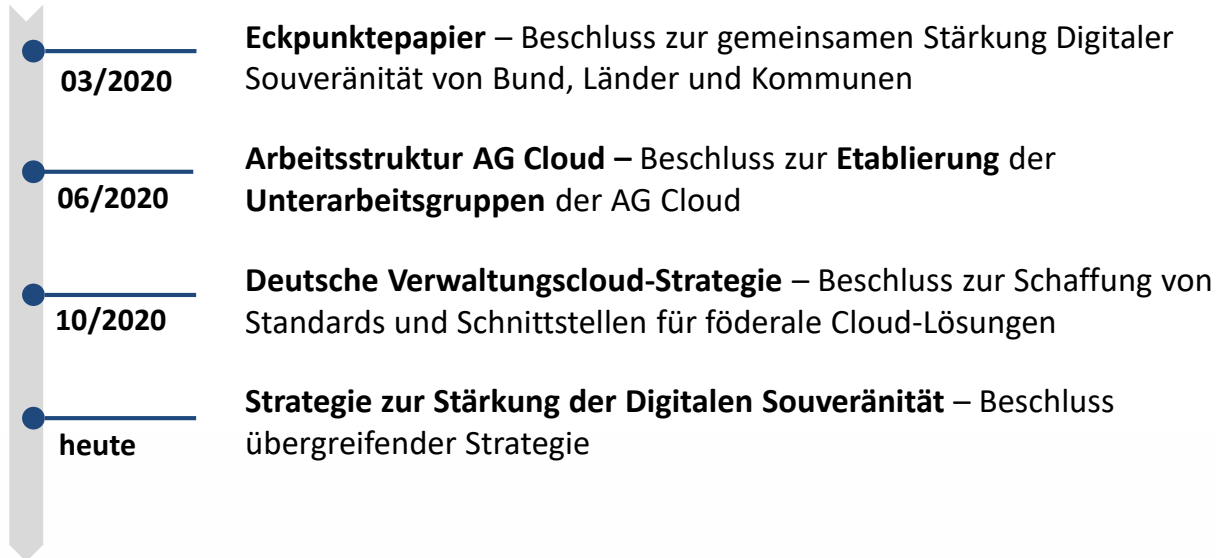 Eckpunktepapier – Beschluss zur gemeinsamen Stärkung Digitaler
03/2020
Souveränität von Bund, Länder und Kommunen
Arbeitsstruktur AG Cloud – Beschluss zur Etablierung der
06/2020
Unterarbeitsgruppen der AG Cloud
Deutsche Verwaltungscloud-Strategie – Beschluss zur Schaffung von
10/2020
Standards und Schnittstellen für föderale Cloud-Lösungen
Strategie zur Stärkung der Digitalen Souveränität – Beschluss
heute
übergreifender Strategie